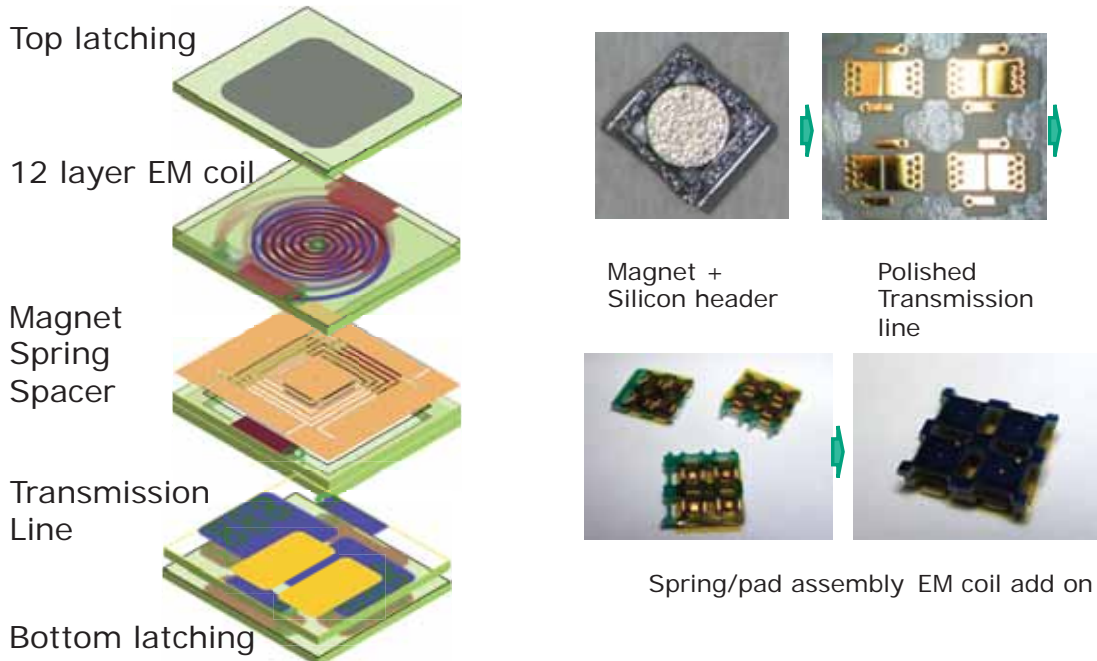 Top latching
12 layer EM coil
Magnet
Spring
Spacer
Transmission
Line
Bottom latching
Magnet +
Silicon header
Polished
Transmission
line
Spring/pad assembly EM coil add on